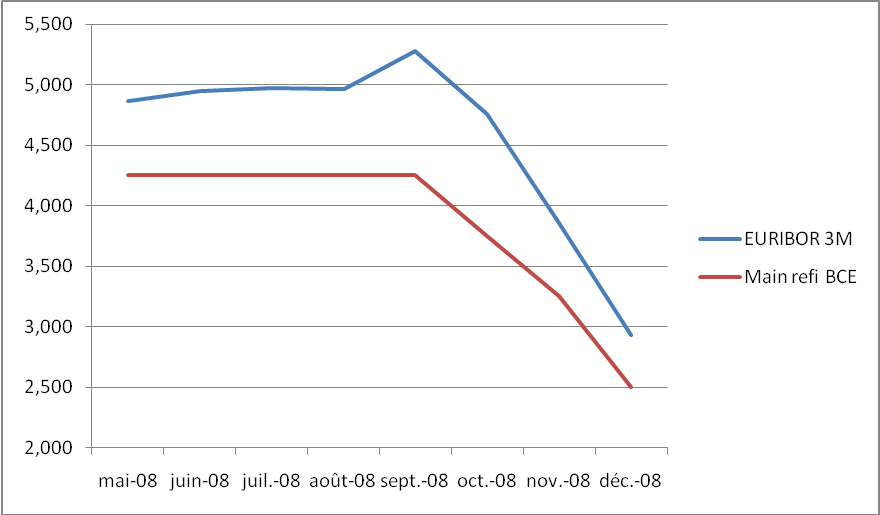 5,500
5,000
4,500
4,000
3,500
3,000
2,500
2,000
mai-08 juin-08 juil.-08 août-08 sept.-08 oct.-08 nov.-08 déc.-08
EURIBOR 3M
Main refi BCE